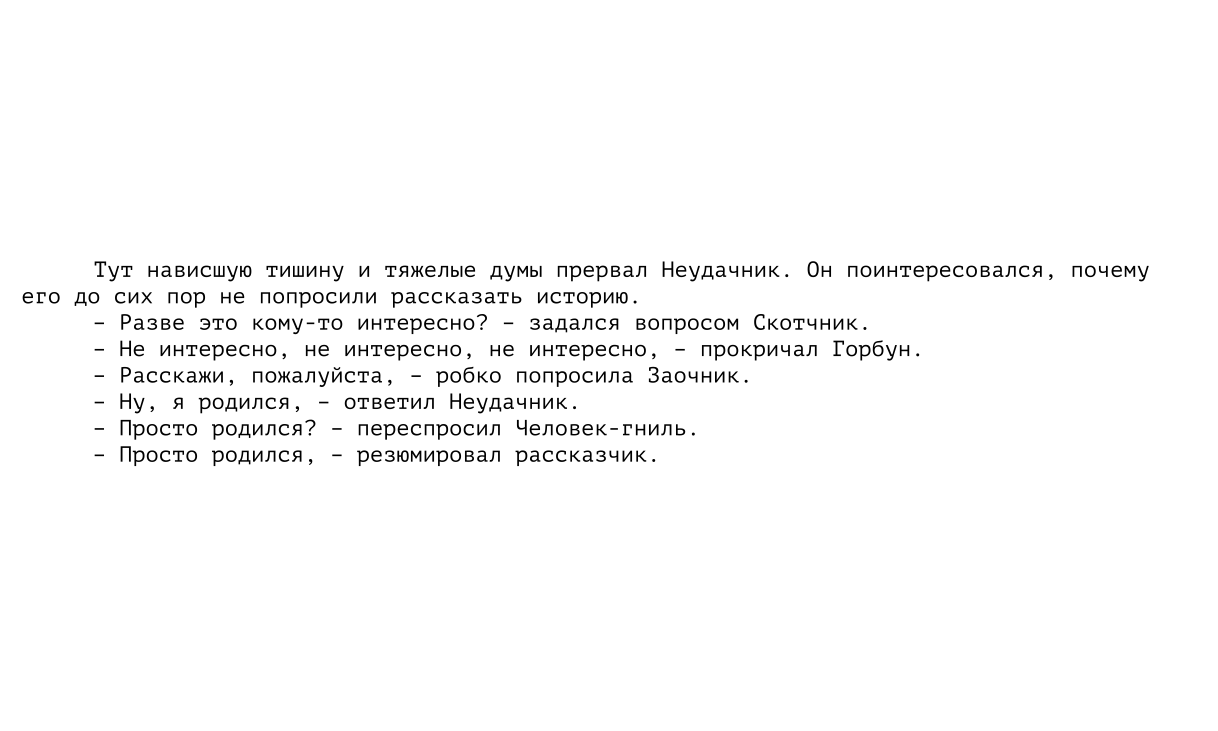 Тут нависшую тишину и тяжелые думы прервал Неудачник. Он поинтересовался, почему
его до сих пор не попросили рассказать историю.
– Разве это кому-то интересно? – задался вопросом Скотчник.
– Не интересно, не интересно, не интересно, – прокричал Горбун.
– Расскажи, пожалуйста, – робко попросила Заочник.
– Ну, я родился, – ответил Неудачник.
– Просто родился? – переспросил Человек-гниль.
– Просто родился, – резюмировал рассказчик.